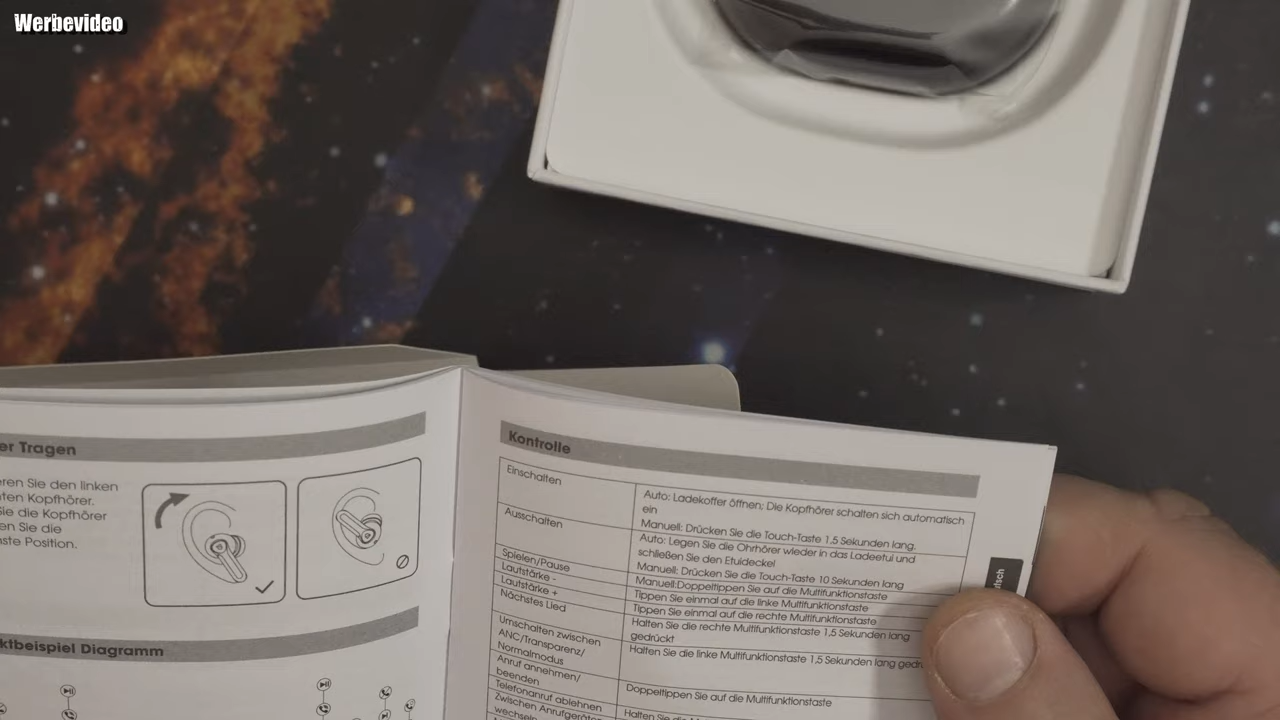 Werbevideo
er Tragen
eren Sie den linken
ten Kopfhörer.
Sie die Kopfhörer
en Sie die
ste Position.
ktbeispiel Diagramm
Kontrolle
Einschalten
Auto: Ladekoffer öffnen; Die Kopfhörer schalten sich automatisch
ein
Manuell: Drücken Sie die Touch-Taste 1,5 Sekunden lang.
Ausschalten
Auto: Legen Sie die Ohrhörer wieder in das Ladeetui und
schließen Sie den Etuideckel
Manuell: Drücken Sie die Touch-Taste 10 Sekunden lang
Spielen/Pause
Manuell:Doppeltippen Sie auf die Multifunktionstaste
Lautstärke -
Tippen Sie einmal auf die linke Multifunktionstaste
Lautstärke +
Tippen Sie einmal auf die rechte Multifunktionstaste
Nächstes Lied
Halten Sie die rechte Multifunktionstaste 1,5 Sekunden lang
gedrückt
Umschalten zwischen
ANC/Transparenz/
Normalmodus
Halten Sie die linke Multifunktionstaste 1,5 Sekunden lang gedr
Anruf annehmen/
beenden
Doppeltippen Sie auf die Multifunktionstaste
Telefonanruf ablehnen
Halten Sie
Zwischen Anrufgeräten
wechseln
tsch